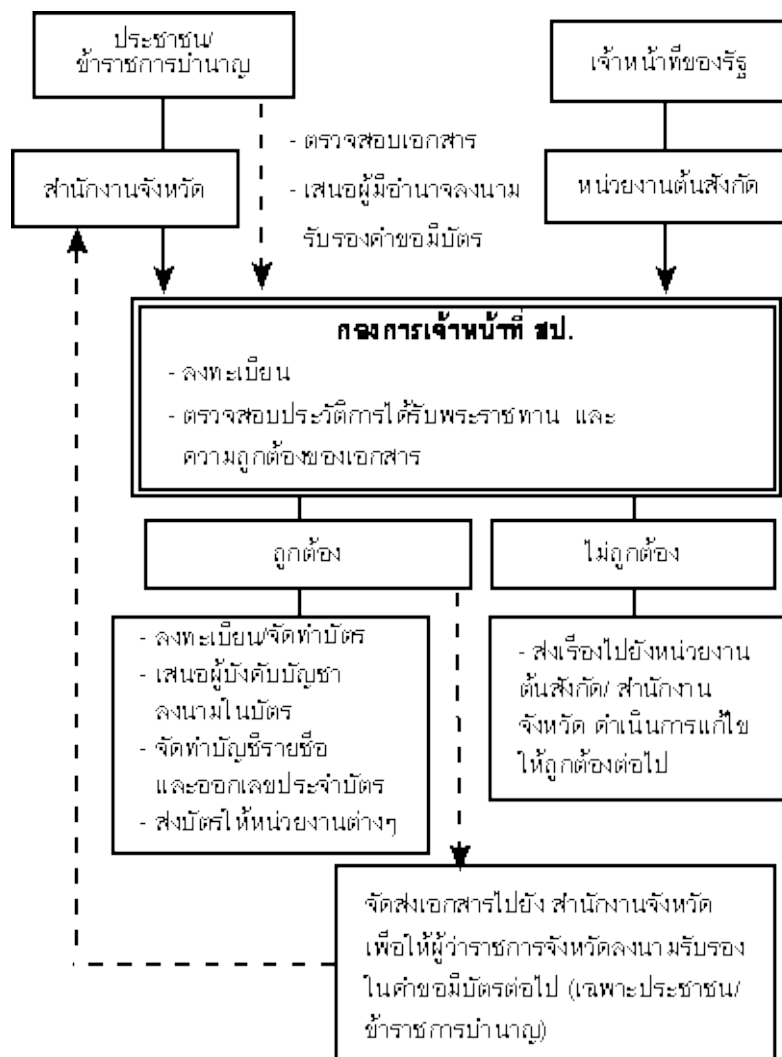 ประชาชน/
ข้าราชการบำนาญ
เจ้าหน้าที่ของรัฐ
- ตรวจสอบเอกสาร
- เสนอผู้มีอำนาจลงนาม
รับรองคำขอมีบัตร
สำนักงานจังหวัด
หน่วยงานต้นสังกัด
กองการเจ้าหน้าที่ สป.
- ลงทะเบียน
- ตรวจสอบประวัติการได้รับพระราชทาน และ
ความถูกต้องของเอกสาร
ถูกต้อง
ไม่ถูกต้อง
- ลงทะเบียน/จัดทำบัตร
- เสนอผู้บังคับบัญชา
ลงนามในบัตร
- จัดทำบัญชีรายชื่อ
และออกเลขประจำบัตร
- ส่งบัตรให้หน่วยงานต่างๆ
- ส่งเรื่องไปยังหน่วยงาน
ต้นสังกัด/ สำนักงาน
จังหวัด ดำเนินการแก้ไข
ให้ถูกต้องต่อไป
จัดส่งเอกสารไปยัง สำนักงานจังหวัด
เพื่อให้ผู้ว่าราชการจังหวัดลงนามรับรอง
ในคำขอมีบัตรต่อไป (เฉพาะประชาชน/
ข้าราชการบำนาญ)